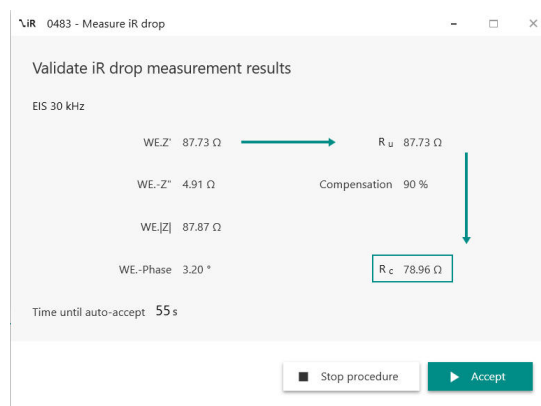 iR 0483 - Measure iR drop
Validate iR drop measurement results
EIS 30 kHz
WE.Z' 87.73 Ω R u 87.73 Ω
WE.-Z" 4.91 Ω Compensation 90 %
WE.|Z| 87.87 Ω
WE.-Phase 3.20 ° R c 78.96 Ω
Time until auto-accept 55 s
Stop procedure Accept